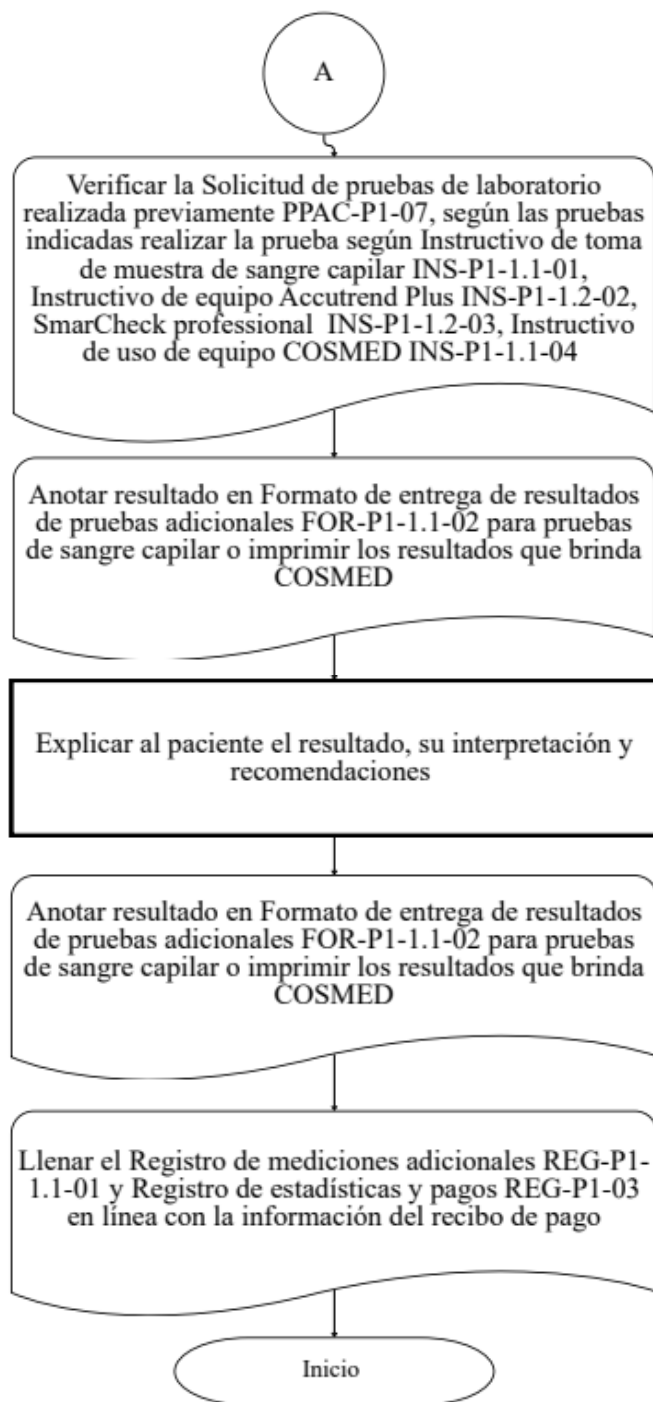 A
Verificar la Solicitud de pruebas de laboratorio
realizada previamente PPAC-P1-07, según las pruebas
indicadas realizar la prueba según Instructivo de toma
de muestra de sangre capilar INS-P1-1.1-01,
Instructivo de equipo Accutrend Plus INS-P1-1.2-02,
SmarCheck professional INS-P1-1.2-03, Instructivo
de uso de equipo COSMED INS-P1-1.1-04
Anotar resultado en Formato de entrega de resultados
de pruebas adicionales FOR-P1-1.1-02 para pruebas
de sangre capilar o imprimir los resultados que brinda
COSMED
Explicar al paciente el resultado, su interpretación y
recomendaciones
Anotar resultado en Formato de entrega de resultados
de pruebas adicionales FOR-P1-1.1-02 para pruebas
de sangre capilar o imprimir los resultados que brinda
COSMED
Llenar el Registro de mediciones adicionales REG-P1-
1.1-01 y Registro de estadísticas y pagos REG-P1-03
en línea con la información del recibo de pago
Inicio